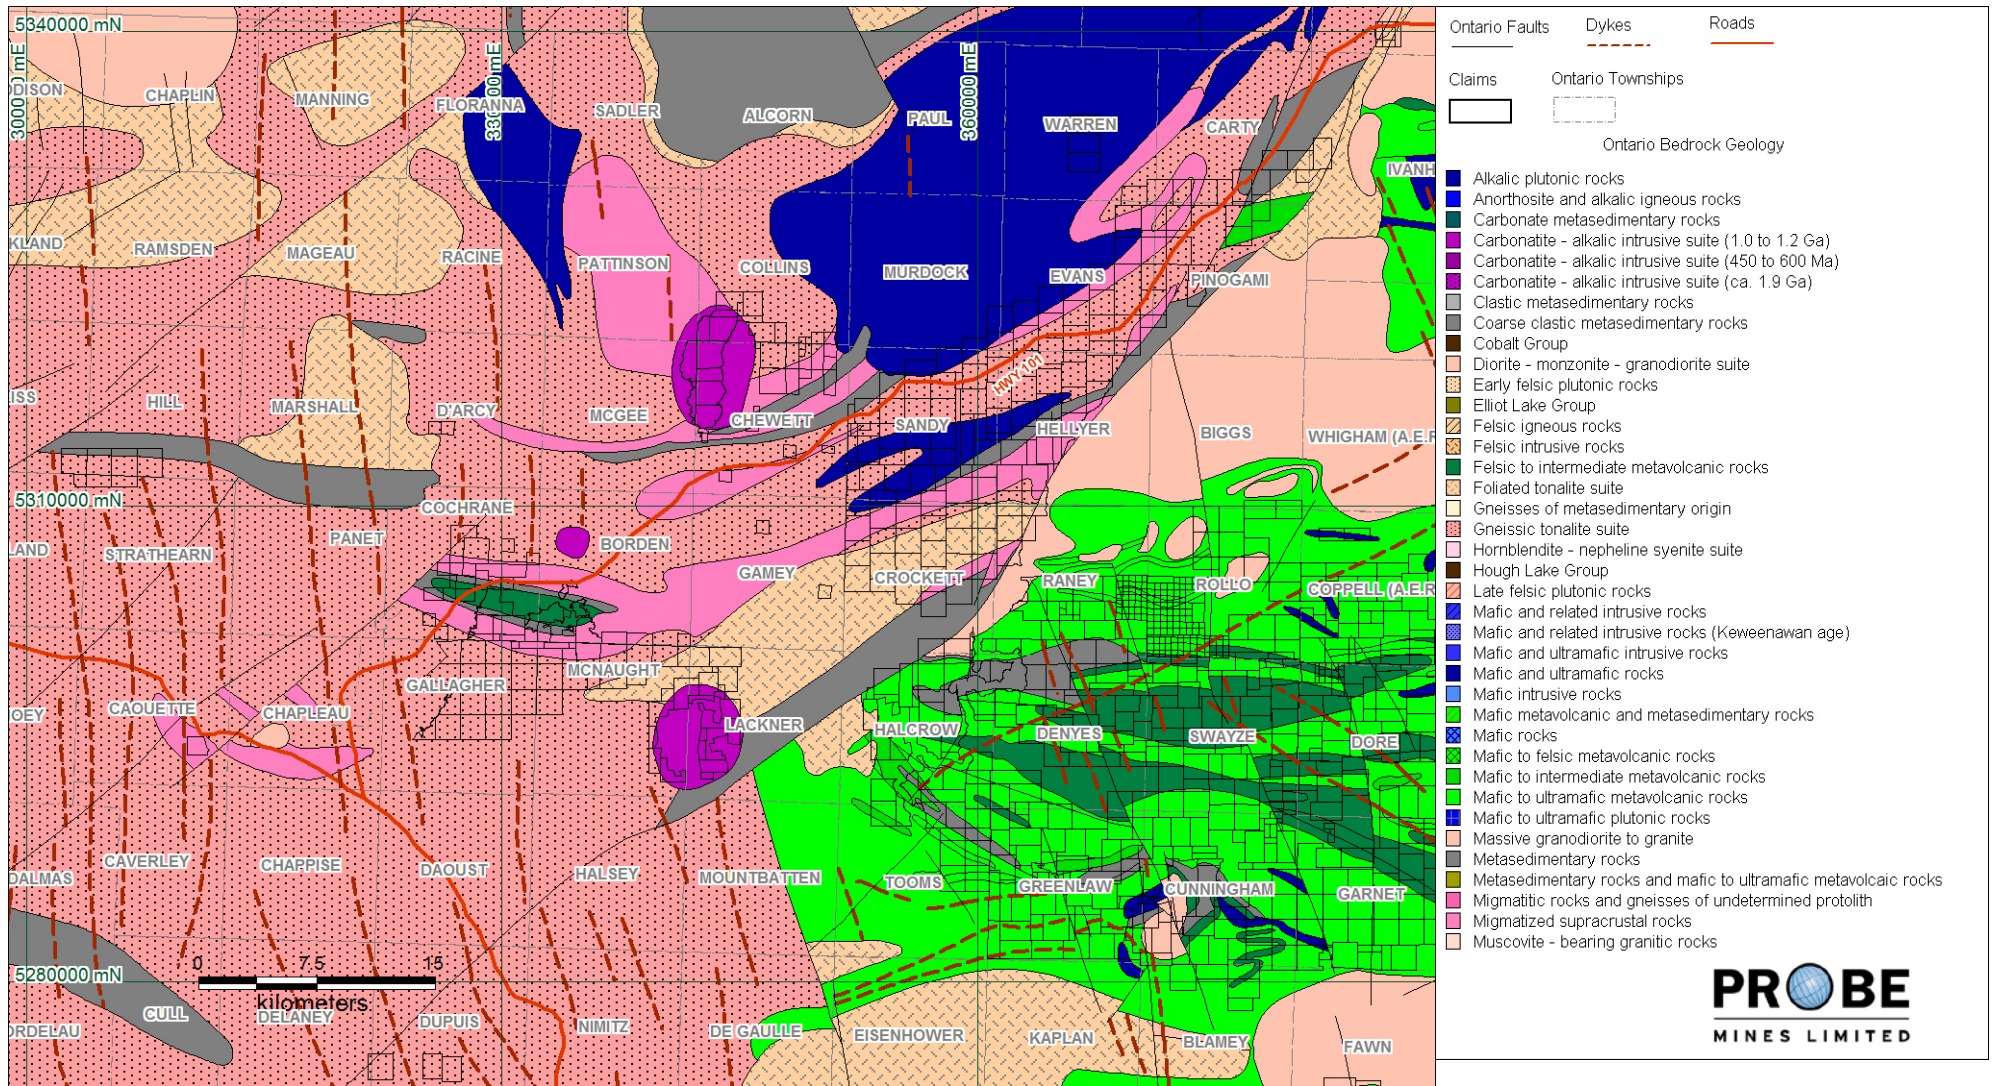 5340000 mN
300000 mE
330000 mE
3600000 mE
DISON
CHAPLIN
MANNING
FLORANNA
SADLER
ALCORN
PAUL
WARREN
CARTY
IVANH
KLAND
RAMSDEN
MAGEAU
RACINE
PATTINSON
COLLINS
MURDOCK
EVANS
PINOGAMI
HWY 101
ISS
HILL
MARSHALL
D'ARCY
MCGEE
CHEWETT
SANDY
HELLYER
BIGGS
WHIGHAM (A.E.R
5310000 mN
COCHRANE
LAND
STRATHEARN
PANET
BORDEN
GAMEY
CROCKETT
RANEY
ROLLO
COPPELL (A.E.R
MCNAUGHT
GALLAGHER
OEY
CAOUETTE
CHAPLEAU
LACKNER
HALCROW
DENYES
SWAYZE
DORE
DALMAS
CAVERLEY
CHAPPISE
DAOUST
HALSEY
MOUNTBATTEN
TOOMS
GREENLAW
CUNNINGHAM
GARNET
5280000 mN
0 7.5 15
kilometers
ORDELAU
CULL
DELANEY
DUPUIS
NIMITZ
DE GAULLE
EISENHOWER
KAPLAN
BLAMEY
FAWN
Ontario Faults
Dykes
Roads
Claims
Ontario Townships
Ontario Bedrock Geology
Alkalic plutonic rocks
Anorthosite and alkalic igneous rocks
Carbonate metasedimentary rocks
Carbonatite - alkalic intrusive suite (1.0 to 1.2 Ga)
Carbonatite - alkalic intrusive suite (450 to 600 Ma)
Carbonatite - alkalic intrusive suite (ca. 1.9 Ga)
Clastic metasedimentary rocks
Coarse clastic metasedimentary rocks
Cobalt Group
Diorite - monzonite - granodiorite suite
Early felsic plutonic rocks
Elliot Lake Group
Felsic igneous rocks
Felsic intrusive rocks
Felsic to intermediate metavolcanic rocks
Foliated tonalite suite
Gneisses of metasedimentary origin
Gneissic tonalite suite
Hornblendite - nepheline syenite suite
Hough Lake Group
Late felsic plutonic rocks
Mafic and related intrusive rocks
Mafic and related intrusive rocks (Keweenawan age)
Mafic and ultramafic intrusive rocks
Mafic and ultramafic rocks
Mafic intrusive rocks
Mafic metavolcanic and metasedimentary rocks
Mafic rocks
Mafic to felsic metavolcanic rocks
Mafic to intermediate metavolcanic rocks
Mafic to ultramafic metavolcanic rocks
Mafic to ultramafic plutonic rocks
Massive granodiorite to granite
Metasedimentary rocks
Metasedimentary rocks and mafic to ultramafic metavolcaic rocks
Migmatitic rocks and gneisses of undetermined protolith
Migmatized supracrustal rocks
Muscovite - bearing granitic rocks
PROBE
MINES LIMITED